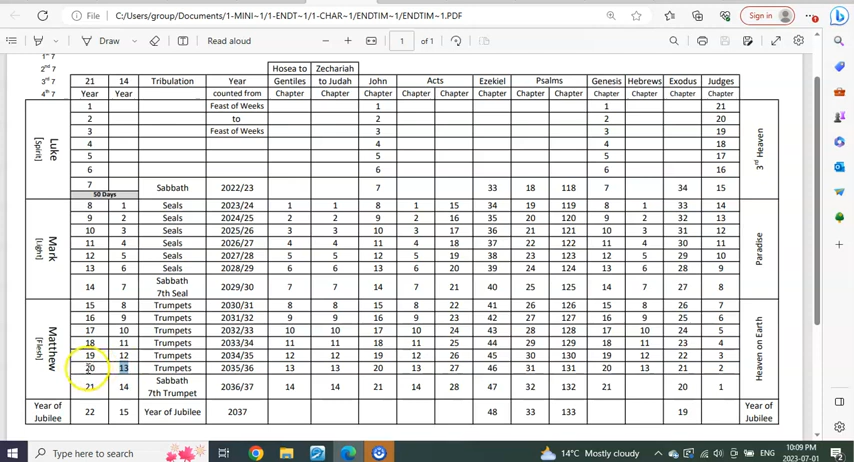 File C:/Users/group/Documents/1-MINI~1/1-ENDT~1/1-CHAR~1/ENDTIM~1/ENDTIM~1.PDF
Sign in
Draw Read aloud 1 of 1
1st 7
2nd 7 Hosea to Zechariah
3rd 7 21 14 Tribulation Year Gentiles to Judah John Acts Ezekiel Psalms Genesis Hebrews Exodus Judges
4th 7 Year Year counted from Chapter Chapter Chapter Chapter Chapter Chapter Chapter Chapter Chapter Chapter Chapter Chapter
Luke
[Spirit]
3rd Heaven
1 Feast of Weeks 1 1 21
2 to 2 2 20
3 Feast of Weeks 3 3 19
4 4 4 18
5 5 5 17
6 6 6 16
7 Sabbath 2022/23 7 33 18 118 7 34 15
50 Days
Mark
[Light]
Paradise
8 1 Seals 2023/24 1 1 8 1 15 34 19 119 8 1 33 14
9 2 Seals 2024/25 2 2 9 2 16 35 20 120 9 2 32 13
10 3 Seals 2025/26 3 3 10 3 17 36 21 121 10 3 31 12
11 4 Seals 2026/27 4 4 11 4 18 37 22 122 11 4 30 11
12 5 Seals 2027/28 5 5 12 5 19 38 23 123 12 5 29 10
13 6 Seals 2028/29 6 6 13 6 20 39 24 124 13 6 28 9
14 7 Sabbath 2029/30 14 7 21 40 25 125 14 7 27 8
7th Seal
Matthew
[Flesh]
Heaven on Earth
15 8 Trumpets 2030/31 8 8 15 8 22 41 26 126 15 8 26 7
16 9 Trumpets 2031/32 9 9 16 9 23 42 27 127 16 9 25 6
17 10 Trumpets 2032/33 10 10 17 10 24 43 28 128 17 10 24 5
18 11 Trumpets 2033/34 11 11 18 11 25 44 29 129 18 11 23 4
19 12 Trumpets 2034/35 12 12 19 12 26 45 30 130 19 12 22 3
20 13 Trumpets 2035/36 13 13 20 13 27 46 31 131 20 13 21 2
21 14 Sabbath 2036/37 14 14 21 14 28 47 32 132 21 20 1
7th Trumpet
Year of Jubilee 22 15 Year of Jubilee 2037 48 33 133 19 Year of Jubilee
Type here to search
14°C Mostly cloudy
ENG
10:09 PM
2023-07-01